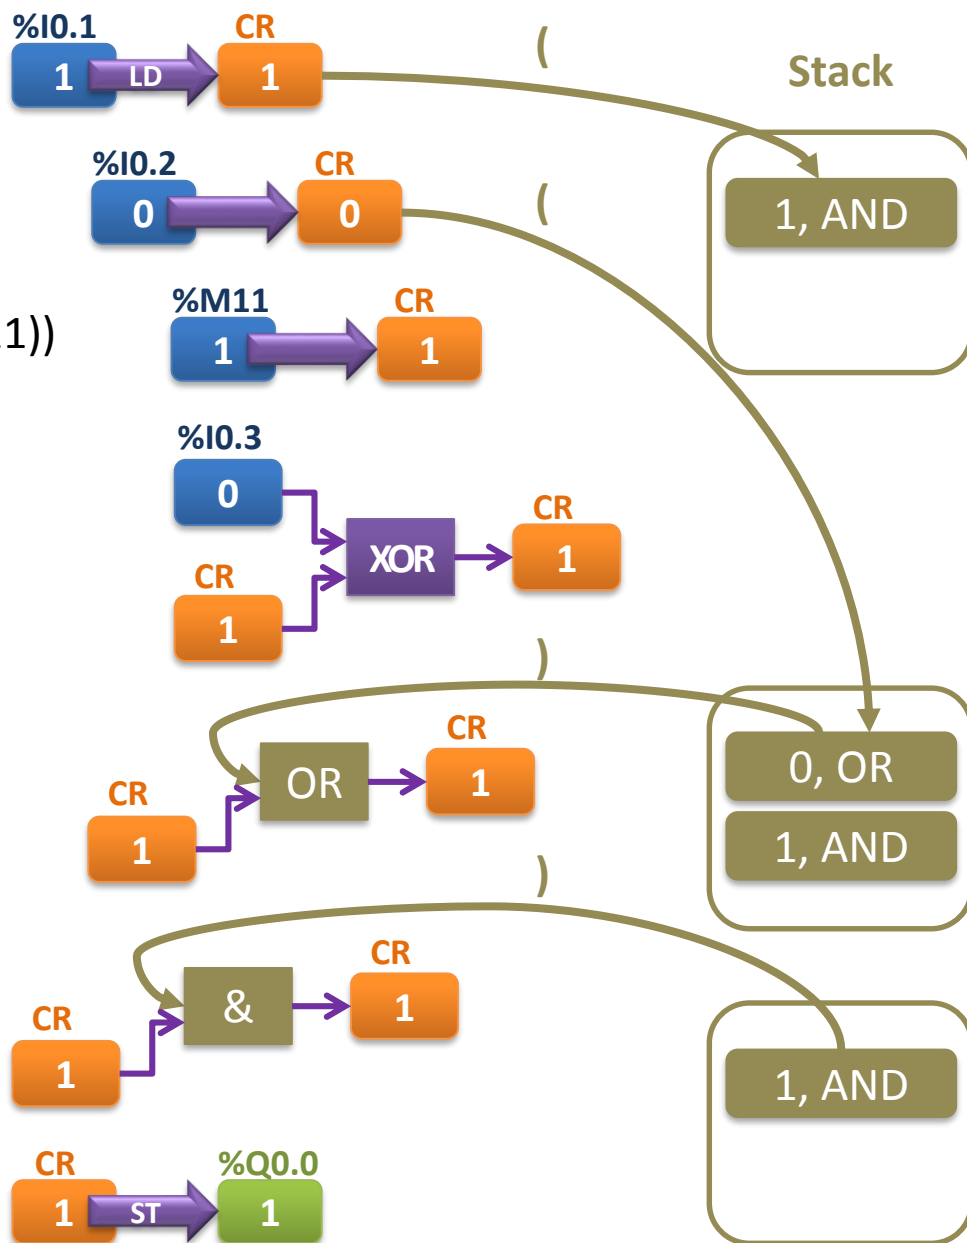 %I0.1 CR (
1 LD 1 Stack
%I0.2 CR (
0 0 1, AND
%M11 CR
1)) 1 1
%I0.3
0 CR
XOR 1
CR
1
)
CR 0, OR
OR 1
CR
1 1, AND
)
CR
& 1
CR
1 1, AND
CR %Q0.0
1 ST 1